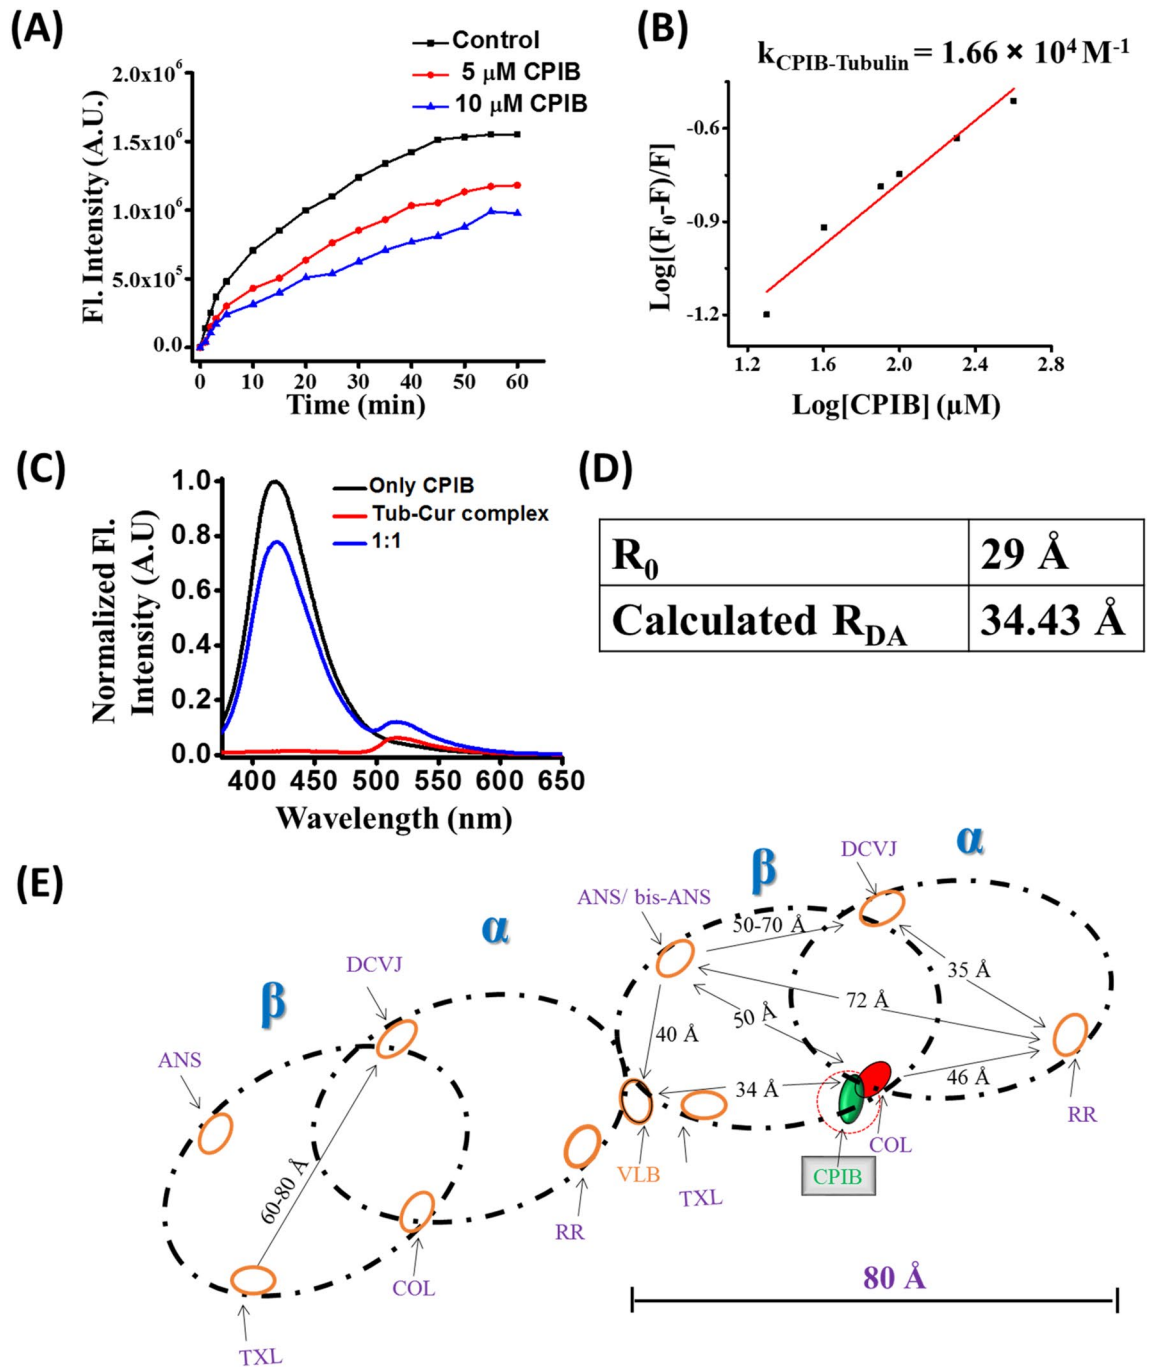 (A)
Control
5 μM CPIB
10 μM CPIB
Fl. Intensity (A.U.)
2.0x10⁶
1.5x10⁶
1.0x10⁶
5.0x10⁵
0.0
0 10 20 30 40 50 60
Time (min)
(B)
k_CPIB-Tubulin = 1.66 × 10⁴ M⁻¹
Log[(F₀-F)/F]
-0.6
-0.9
-1.2
1.2 1.6 2.0 2.4 2.8
Log[CPIB] (μM)
(C)
Only CPIB
Tub-Cur complex
1:1
Normalized Fl.
Intensity (A.U)
1.0
0.8
0.6
0.4
0.2
0.0
400 450 500 550 600 650
Wavelength (nm)
(D)
R₀ 29 Å
Calculated R_DA 34.43 Å
(E)
β
α
DCVJ
ANS
60-80 Å
COL
TXL
RR
β
α
DCVJ
ANS/ bis-ANS
50-70 Å
35 Å
72 Å
50 Å
40 Å
34 Å
46 Å
VLB
TXL
CPIB
COL
RR
80 Å